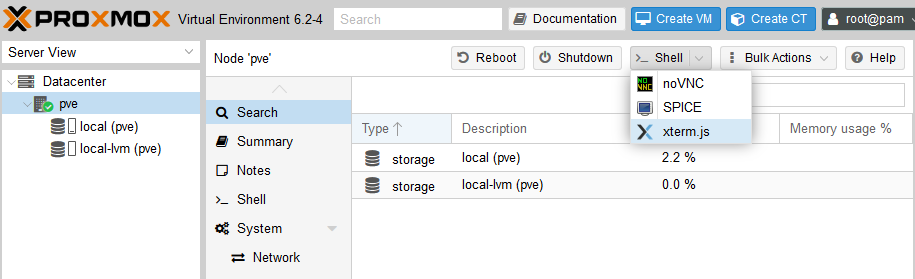 PROXMOX Virtual Environment 6.2-4 Search Documentation Create VM Create CT root@pam
Server View
Node 'pve' Reboot Shutdown Shell Bulk Actions Help
Datacenter
pve
local (pve)
local-lvm (pve)
Search
Summary
Notes
Shell
System
Network
noVNC
SPICE
xterm.js
Type Description Memory usage %
storage local (pve) 2.2 %
storage local-lvm (pve) 0.0 %